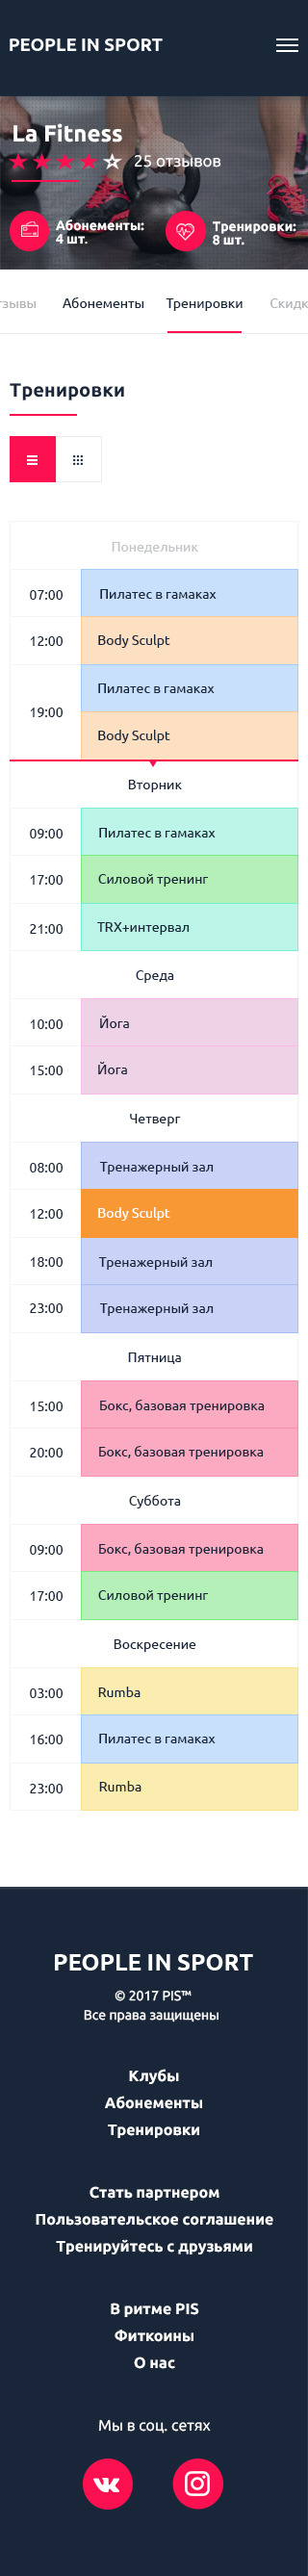 PEOPLE IN SPORT
La Fitness
25 отзывов
Абонементы:
4 шт.
Тренировки:
8 шт.
тзывы Абонементы Тренировки Скидк
Тренировки
Понедельник
07:00 Пилатес в гамаках
12:00 Body Sculpt
19:00 Пилатес в гамаках
Body Sculpt
Вторник
09:00 Пилатес в гамаках
17:00 Силовой тренинг
21:00 TRX+интервал
Среда
10:00 Йога
15:00 Йога
Четверг
08:00 Тренажерный зал
12:00 Body Sculpt
18:00 Тренажерный зал
23:00 Тренажерный зал
Пятница
15:00 Бокс, базовая тренировка
20:00 Бокс, базовая тренировка
Суббота
09:00 Бокс, базовая тренировка
17:00 Силовой тренинг
Воскресение
03:00 Rumba
16:00 Пилатес в гамаках
23:00 Rumba
PEOPLE IN SPORT
© 2017 PIS™
Все права защищены
Клубы
Абонементы
Тренировки
Стать партнером
Пользовательское соглашение
Тренируйтесь с друзьями
В ритме PIS
Фиткоины
О нас
Мы в соц. сетях